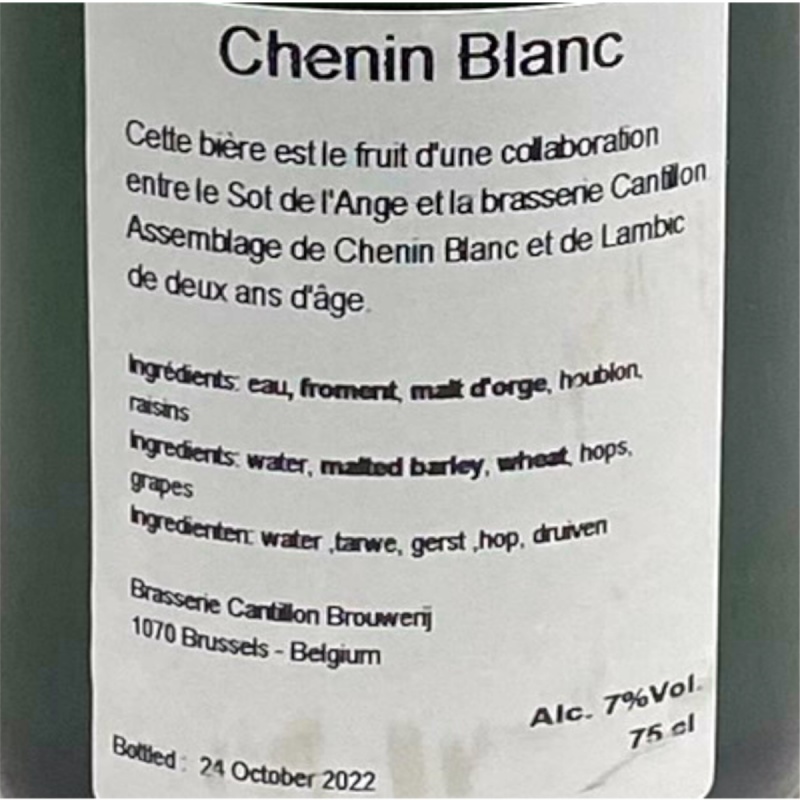 Chenin Blanc
Cette bière est le fruit d'une collaboration
entre le Sot de l'Ange et la brasserie Cantillon
Assemblage de Chenin Blanc et de Lambic
de deux ans d'âge.
Ingrédients: eau, froment, malt d'orge, houblon,
raisins
Ingredients: water, malted barley, wheat, hops,
grapes
Ingredienten: water ,tarwe, gerst ,hop, druiven
Brasserie Cantillon Brouwerij
1070 Brussels - Belgium
Alc. 7%Vol.
75 cl
Bottled : 24 October 2022